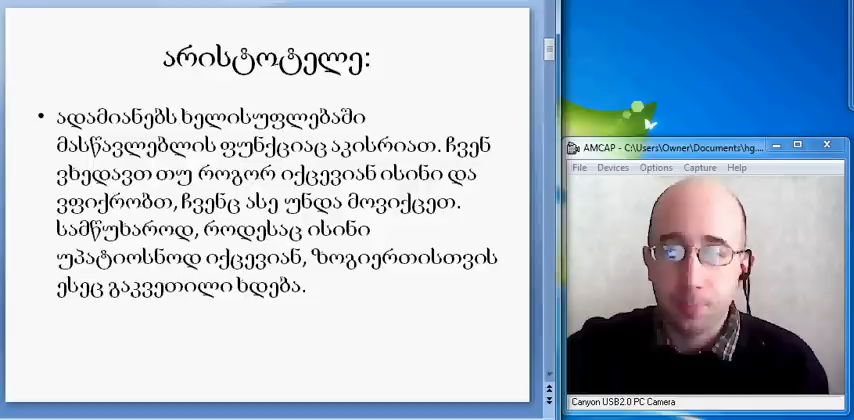 არისტოტელე:
• ადამიანებს ხელისუფლებაში
მასწავლებლის ფუნქციაც აკისრიათ. ჩვენ
ვხედავთ თუ როგორ იქცევიან ისინი და
ვფიქრობთ, ჩვენც ასე უნდა მოვიქცეთ.
სამწუხაროდ, როდესაც ისინი
უპატიოსნოდ იქცევიან, ზოგიერთისთვის
ესეც გაკვეთილი ხდება.
AMCAP - C:\Users\Owner\Documents\hg....
File Devices Options Capture Help
Canyon USB2.0 PC Camera